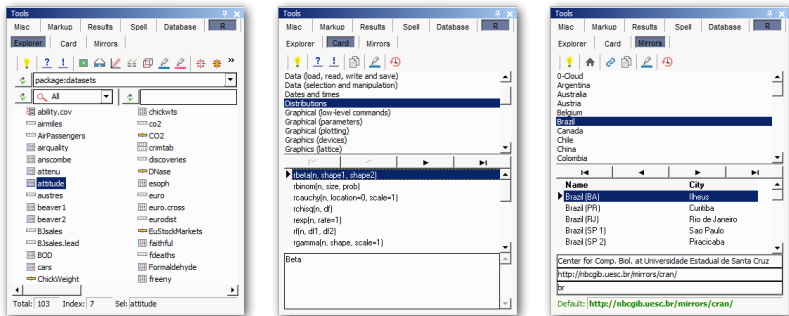 Tools
Misc Markup Results Spell Database R
Explorer Card Mirrors
package:datasets
All
ability.cov chickwts
airmiles co2
AirPassengers CO2
airquality crimtab
anscombe discoveries
attenu DNase
attitude esoph
austres euro
beaver1 euro.cross
beaver2 eurodist
BJsales EuStockMarkets
BJsales.lead faithful
BOD fdeaths
cars Formaldehyde
ChickWeight freeny
Total: 103 Index: 7 Sel: attitude
Tools
Misc Markup Results Spell Database R
Explorer Card Mirrors
Data (load, read, write and save)
Data (selection and manipulation)
Dates and times
Distributions
Graphical (low-level commands)
Graphical (parameters)
Graphical (plotting)
Graphics (devices)
Graphics (lattice)
rbeta(n, shape1, shape2)
rbinom(n, size, prob)
rcauchy(n, location=0, scale=1)
rchisq(n, df)
rexp(n, rate=1)
rf(n, df1, df2)
rgamma(n, shape, scale=1)
Beta
Tools
Misc Markup Results Spell Database R
Explorer Card Mirrors
0-Cloud
Argentina
Australia
Austria
Belgium
Brazil
Canada
Chile
China
Colombia
Name City
Brazil (BA) Ilheus
Brazil (PR) Curitiba
Brazil (RJ) Rio de Janeiro
Brazil (SP 1) Sao Paulo
Brazil (SP 2) Piracicaba
Center for Comp. Biol. at Universidade Estadual de Santa Cruz
http://nbcgib.uesc.br/mirrors/cran/
br
Default: http://nbcgib.uesc.br/mirrors/cran/